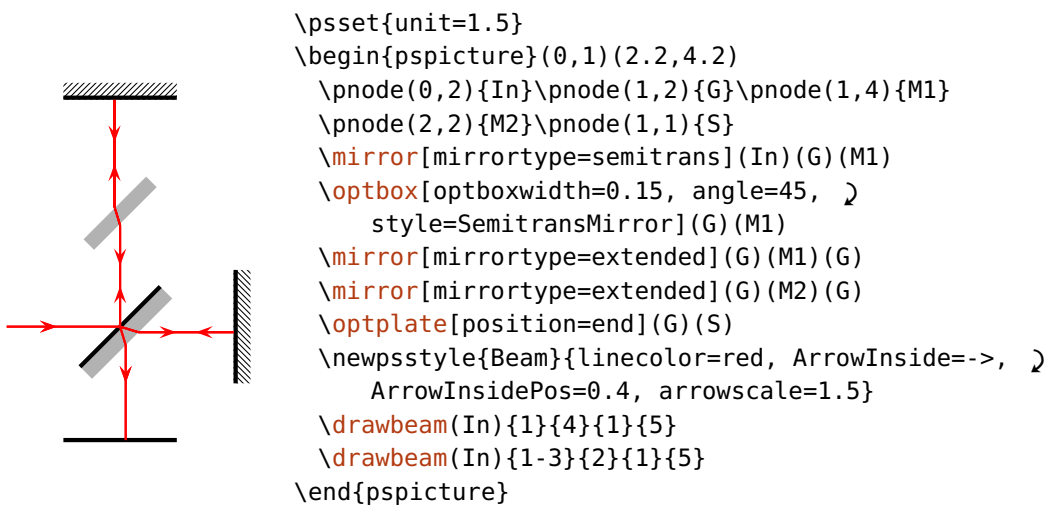 \psset{unit=1.5}
\begin{pspicture}(0,1)(2.2,4.2)
  \pnode(0,2){In}\pnode(1,2){G}\pnode(1,4){M1}
  \pnode(2,2){M2}\pnode(1,1){S}
  \mirror[mirrortype=semitrans](In)(G)(M1)
  \optbox[optboxwidth=0.15, angle=45,
      style=SemitransMirror](G)(M1)
  \mirror[mirrortype=extended](G)(M1)(G)
  \mirror[mirrortype=extended](G)(M2)(G)
  \optplate[position=end](G)(S)
  \newpsstyle{Beam}{linecolor=red, ArrowInside=->,
      ArrowInsidePos=0.4, arrowscale=1.5}
  \drawbeam(In){1}{4}{1}{5}
  \drawbeam(In){1-3}{2}{1}{5}
\end{pspicture}